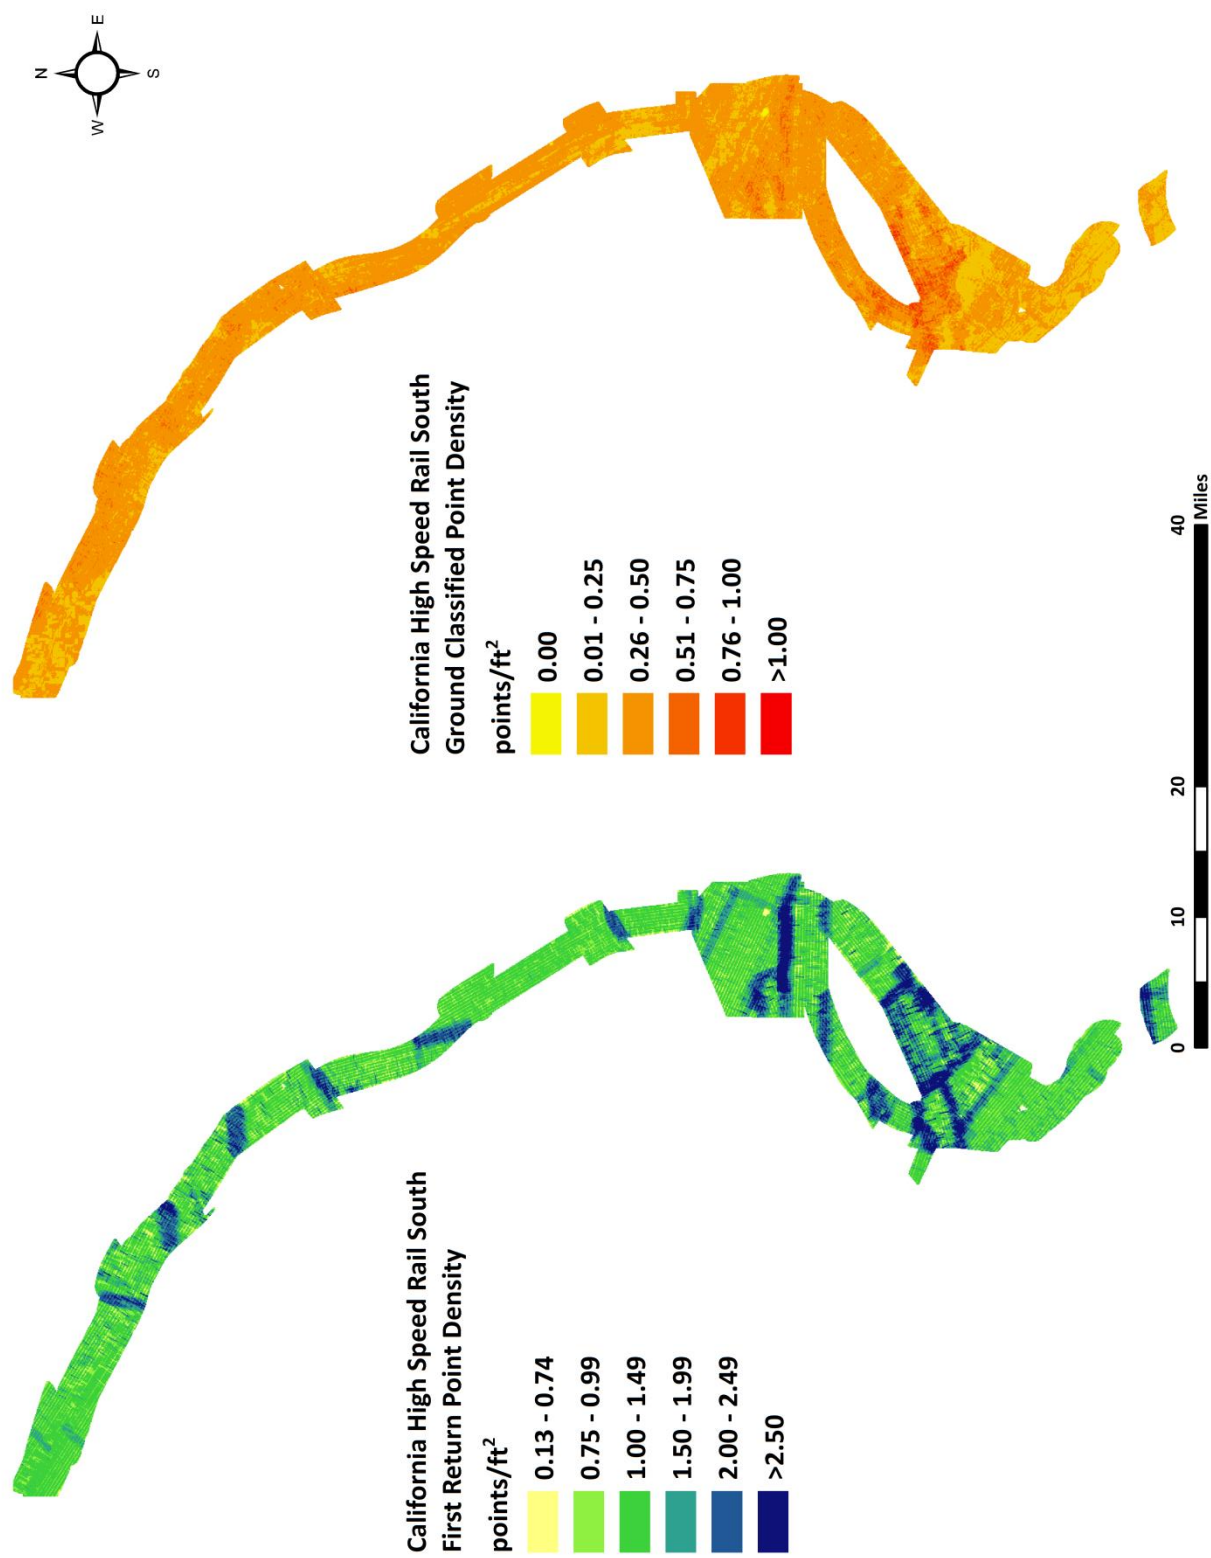 N
W
E
S
California High Speed Rail South
First Return Point Density
points/ft²
0.13 - 0.74
0.75 - 0.99
1.00 - 1.49
1.50 - 1.99
2.00 - 2.49
>2.50
California High Speed Rail South
Ground Classified Point Density
points/ft²
0.00
0.01 - 0.25
0.26 - 0.50
0.51 - 0.75
0.76 - 1.00
>1.00
0 10 20 40
Miles